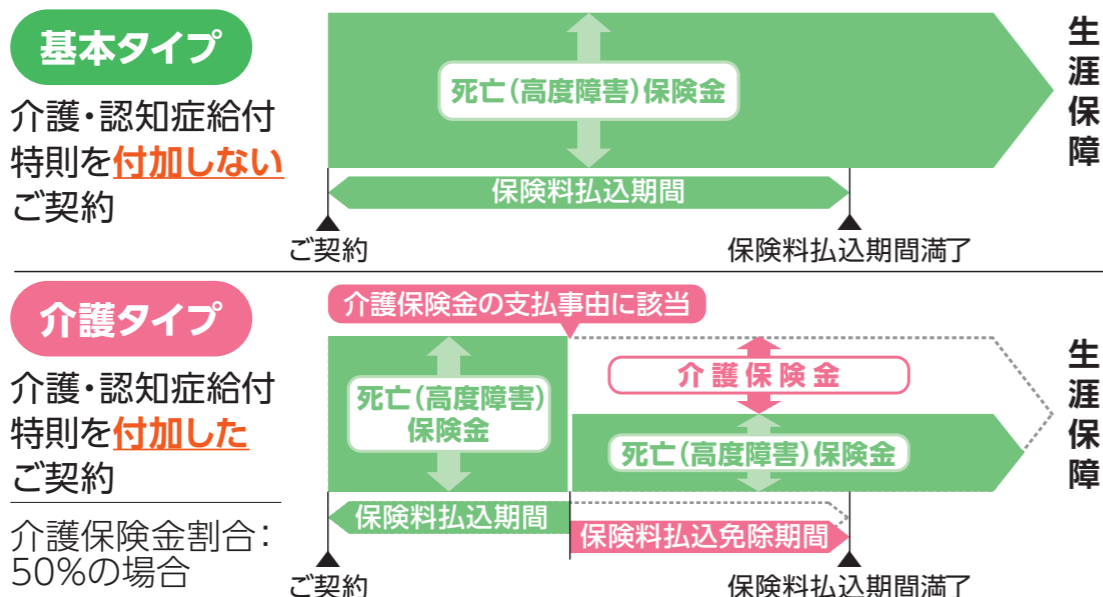 基本タイプ
介護・認知症給付
特則を付加しない
ご契約
死亡(高度障害)保険金
生涯保障
保険料払込期間
ご契約
保険料払込期間満了
介護タイプ
介護・認知症給付
特則を付加した
ご契約
介護保険金割合:
50%の場合
介護保険金の支払事由に該当
死亡(高度障害)
保険金
介護保険金
死亡(高度障害)保険金
生涯保障
保険料払込期間
保険料払込免除期間
ご契約
保険料払込期間満了